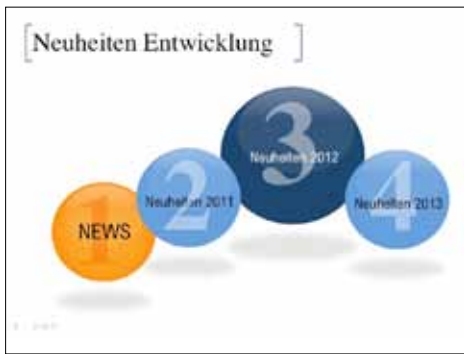 [Neuheiten Entwicklung]
1
NEWS
2
Neuheiten 2011
3
Neuheiten 2012
4
Neuheiten 2013